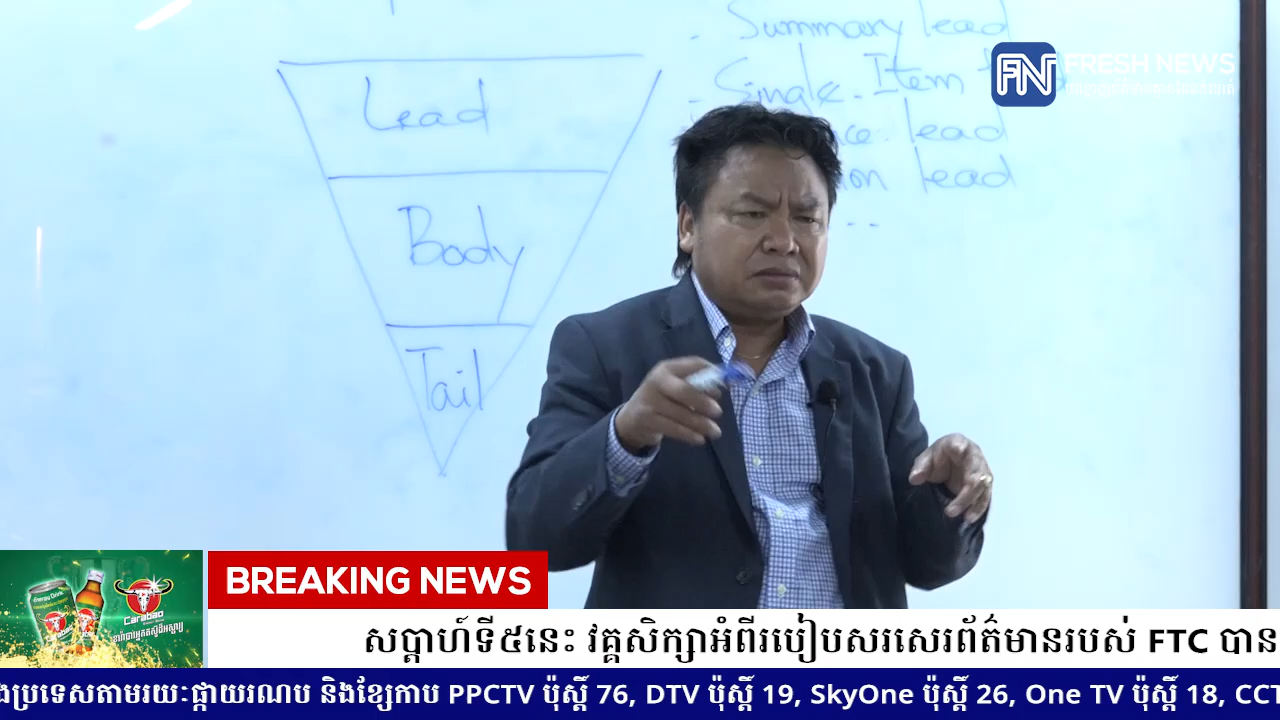 Summary lead
FN FRESH NEWS
Single-Item
Lead
lead
lead
Body
Tail
BREAKING NEWS
Energy Drink
Carabao
សប្តាហ៍ទី៥នេះ វគ្គសិក្សាអំពីរបៀបសរសេរព័ត៌មានរបស់ FTC បាន
ងប្រទេសតាមរយៈផ្កាយរណប និងខ្សែកាប PPCTV ប៉ុស្តិ៍ 76, DTV ប៉ុស្តិ៍ 19, SkyOne ប៉ុស្តិ៍ 26, One TV ប៉ុស្តិ៍ 18, CCT